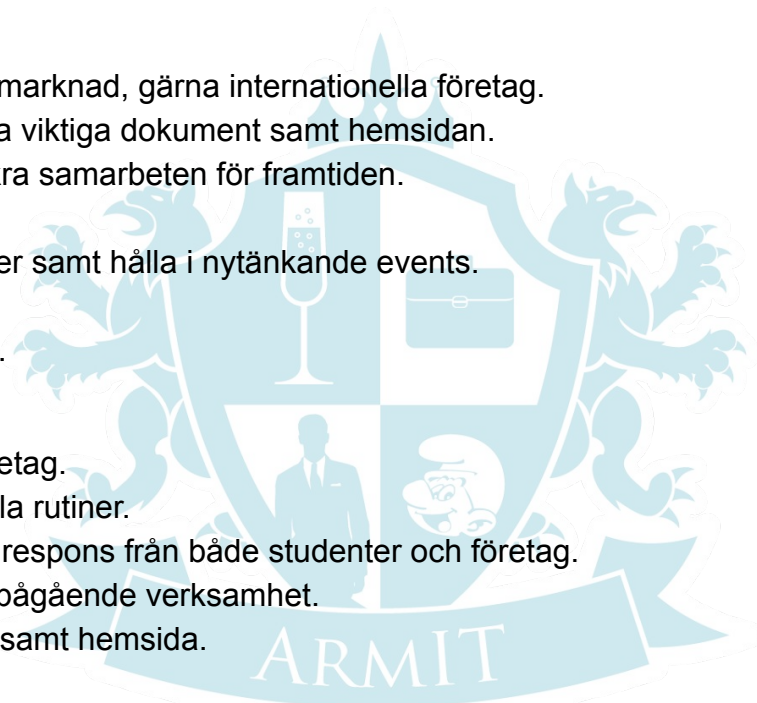 marknad, gärna internationella företag.
a viktiga dokument samt hemsidan.
kra samarbeten för framtiden.
er samt hålla i nytänkande events.
.
etag.
la rutiner.
respons från både studenter och företag.
pågående verksamhet.
samt hemsida.
ARMIT